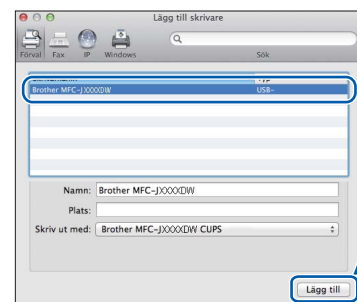 Lägg till skrivare
Förval Fax IP Windows Sök
Brother MFC-JXXXXDW USB-
Namn: Brother MFC-JXXXXDW
Plats:
Skriv ut med: Brother MFC-JXXXXDW CUPS
Lägg till